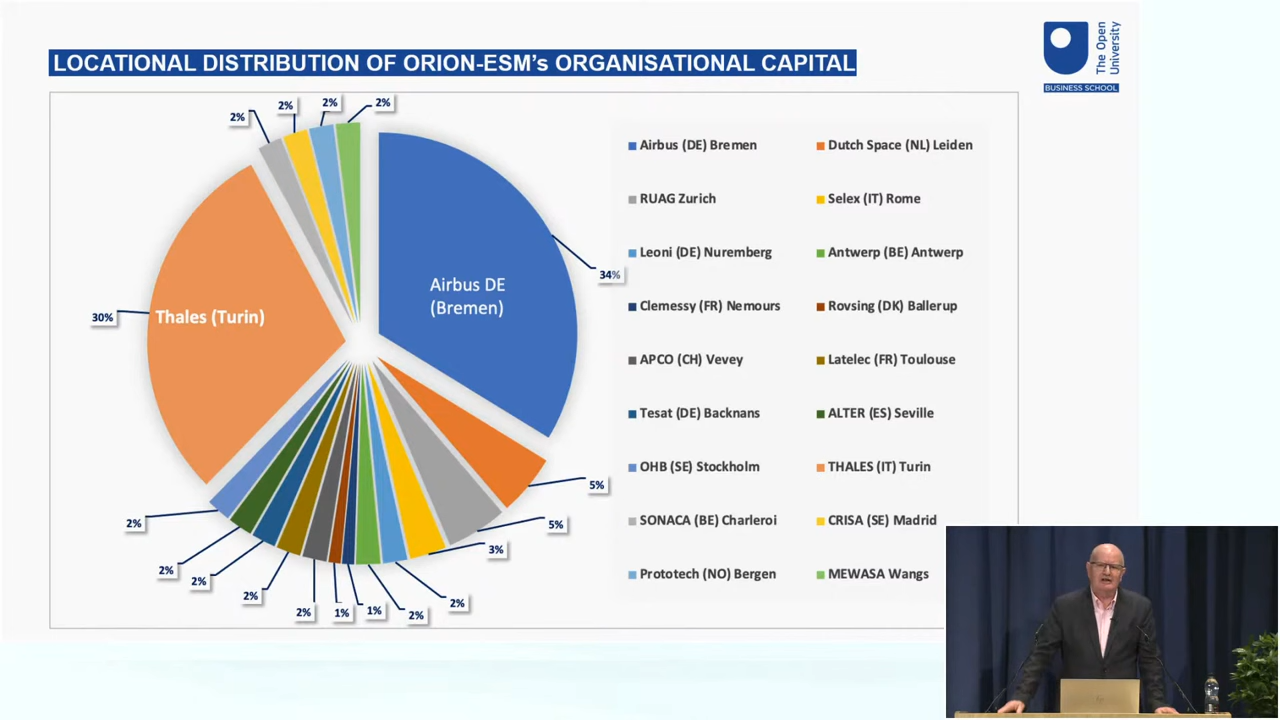 LOCATIONAL DISTRIBUTION OF ORION-ESM's ORGANISATIONAL CAPITAL
The Open
University
BUSINESS SCHOOL
2%
2%
2%
2%
34%
Airbus DE
(Bremen)
30%
Thales (Turin)
5%
5%
3%
2%
2%
1%
1%
2%
2%
2%
2%
2%
Airbus (DE) Bremen
Dutch Space (NL) Leiden
RUAG Zurich
Selex (IT) Rome
Leoni (DE) Nuremberg
Antwerp (BE) Antwerp
Clemessy (FR) Nemours
Rovsing (DK) Ballerup
APCO (CH) Vevey
Latelec (FR) Toulouse
Tesat (DE) Backnans
ALTER (ES) Seville
OHB (SE) Stockholm
THALES (IT) Turin
SONACA (BE) Charleroi
CRISA (SE) Madrid
Prototech (NO) Bergen
MEWASA Wangs